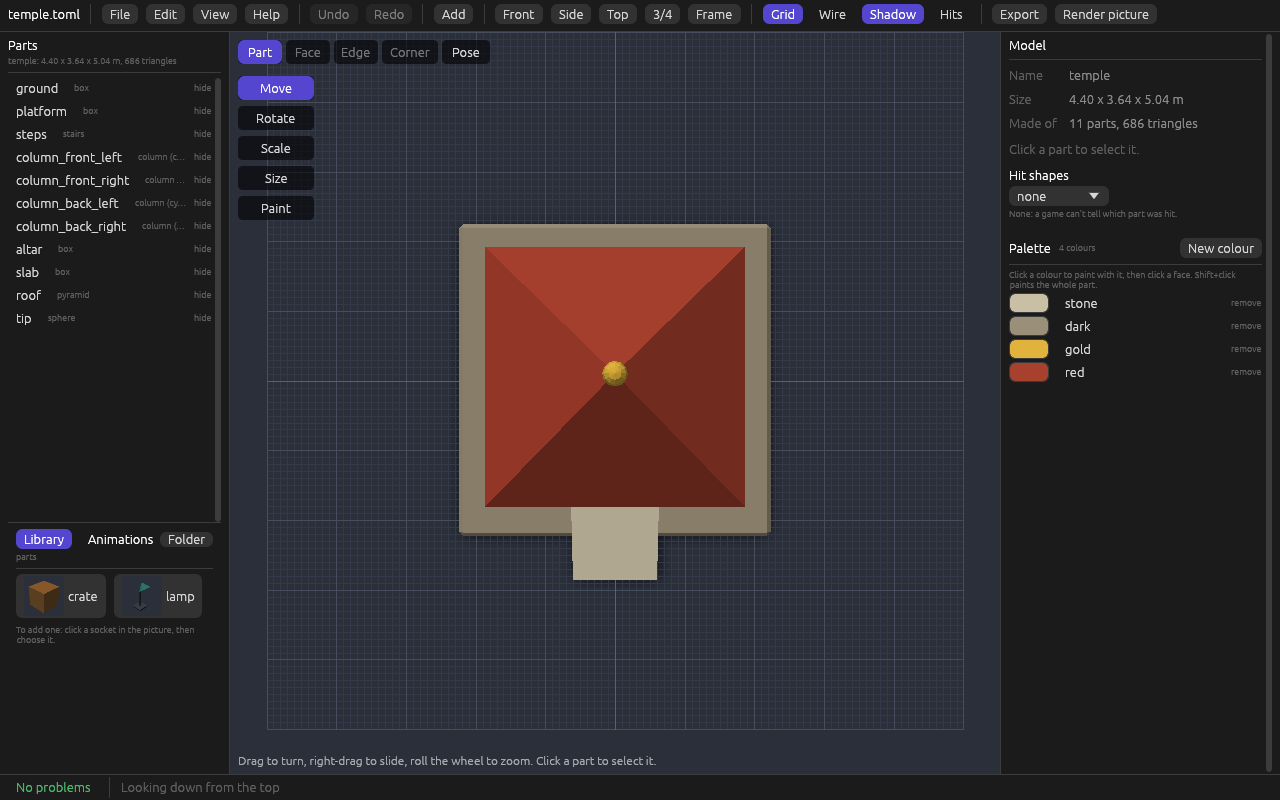 temple.toml File Edit View Help Undo Redo Add Front Side Top 3/4 Frame Grid Wire Shadow Hits Export Render picture
Parts
temple: 4.40 x 3.64 x 5.04 m, 686 triangles
ground box hide
platform box hide
steps stairs hide
column_front_left column (c... hide
column_front_right column ... hide
column_back_left column (cy... hide
column_back_right column (... hide
altar box hide
slab box hide
roof pyramid hide
tip sphere hide
Library Animations Folder
parts
crate lamp
To add one: click a socket in the picture, then
choose it.
Part Face Edge Corner Pose
Move
Rotate
Scale
Size
Paint
Drag to turn, right-drag to slide, roll the wheel to zoom. Click a part to select it.
Model
Name temple
Size 4.40 x 3.64 x 5.04 m
Made of 11 parts, 686 triangles
Click a part to select it.
Hit shapes
none
None: a game can't tell which part was hit.
Palette 4 colours New colour
Click a colour to paint with it, then click a face. Shift+click
paints the whole part.
stone remove
dark remove
gold remove
red remove
No problems Looking down from the top